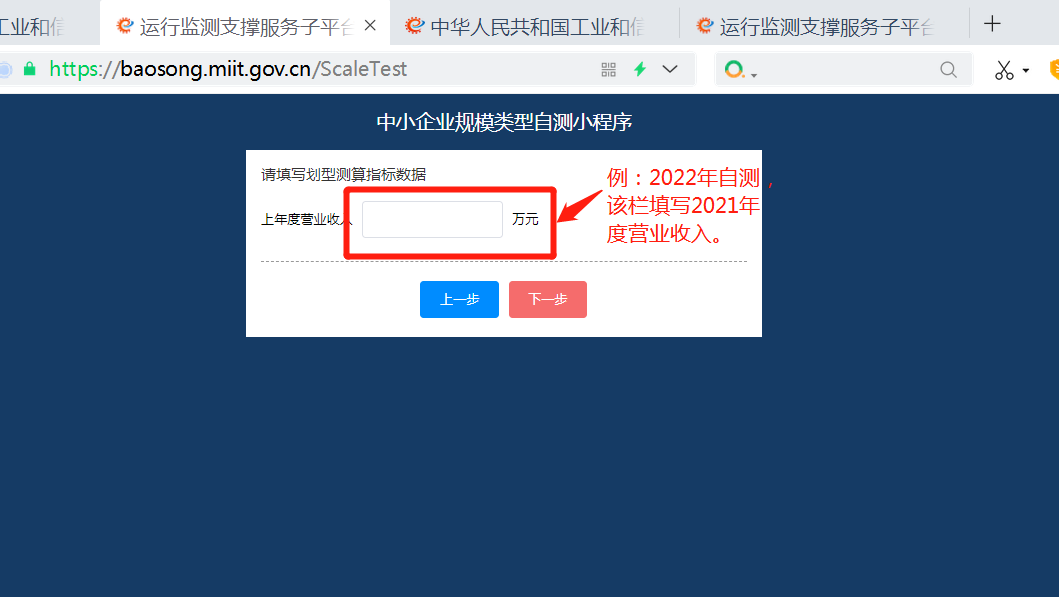 工业和信
运行监测支撑服务子平台
中华人民共和国工业和信
运行监测支撑服务子平台
https://baosong.miit.gov.cn/ScaleTest
中小企业规模类型自测小程序
请填写划型测算指标数据
上年度营业收入
万元
例：2022年自测，
该栏填写2021年
度营业收入。
上一步
下一步